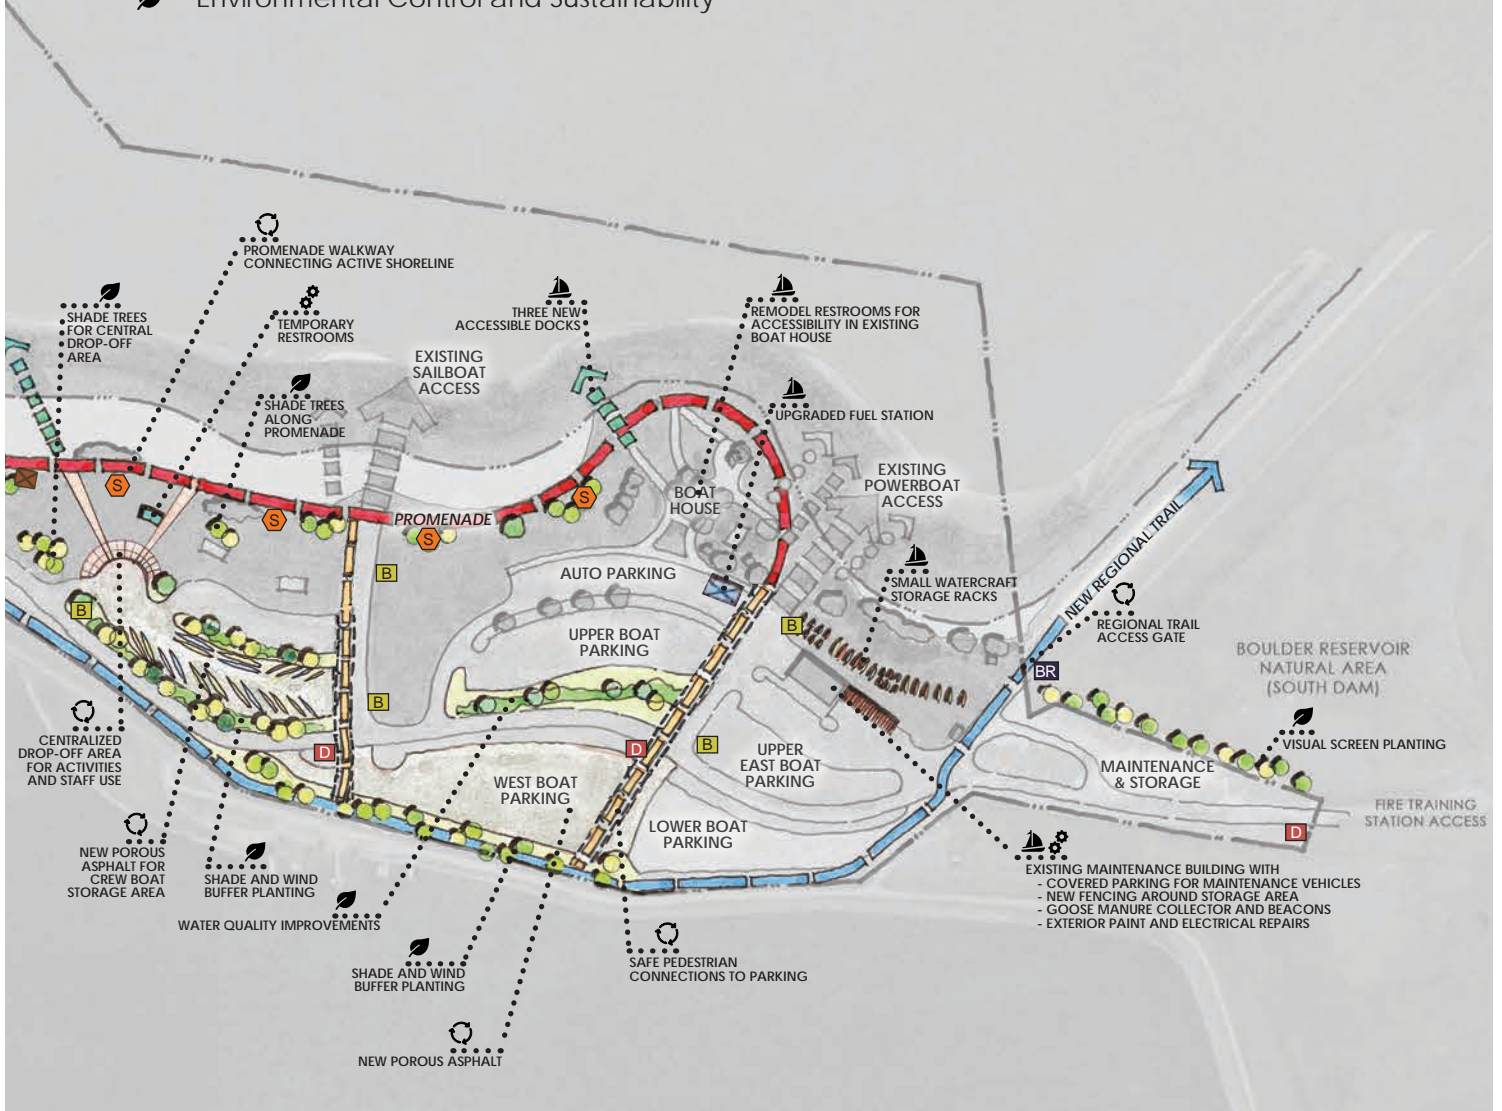 Environmental Control and Sustainability
PROMENADE WALKWAY
CONNECTING ACTIVE SHORELINE
SHADE TREES
FOR CENTRAL
DROP-OFF
AREA
TEMPORARY
RESTROOMS
THREE NEW
ACCESSIBLE DOCKS
REMODEL RESTROOMS FOR
ACCESSIBILITY IN EXISTING
BOAT HOUSE
EXISTING
SAILBOAT
ACCESS
SHADE TREES
ALONG
PROMENADE
UPGRADED FUEL STATION
EXISTING
POWERBOAT
ACCESS
S
S
S
S
PROMENADE
BOAT
HOUSE
NEW REGIONAL TRAIL
B
AUTO PARKING
SMALL WATERCRAFT
STORAGE RACKS
B
B
REGIONAL TRAIL
ACCESS GATE
UPPER BOAT
PARKING
BOULDER RESERVOIR
NATURAL AREA
(SOUTH DAM)
BR
B
CENTRALIZED
DROP-OFF AREA
FOR ACTIVITIES
AND STAFF USE
D
D
B
VISUAL SCREEN PLANTING
UPPER
EAST BOAT
PARKING
MAINTENANCE
& STORAGE
WEST BOAT
PARKING
FIRE TRAINING
STATION ACCESS
D
LOWER BOAT
PARKING
NEW POROUS
ASPHALT FOR
CREW BOAT
STORAGE AREA
SHADE AND WIND
BUFFER PLANTING
EXISTING MAINTENANCE BUILDING WITH
- COVERED PARKING FOR MAINTENANCE VEHICLES
- NEW FENCING AROUND STORAGE AREA
- GOOSE MANURE COLLECTOR AND BEACONS
- EXTERIOR PAINT AND ELECTRICAL REPAIRS
WATER QUALITY IMPROVEMENTS
SHADE AND WIND
BUFFER PLANTING
SAFE PEDESTRIAN
CONNECTIONS TO PARKING
NEW POROUS ASPHALT